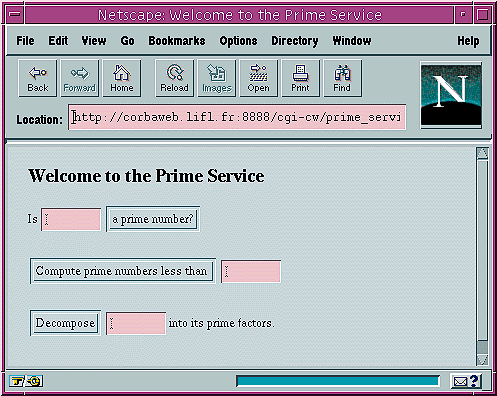 Netscape: Welcome to the Prime Service
File Edit View Go Bookmarks Options Directory Window Help
Back Forward Home Reload Images Open Print Find
N
Location: http://corbaweb.lifl.fr:8888/cgi-cw/prime_servi
Welcome to the Prime Service
Is a prime number?
Compute prime numbers less than
Decompose into its prime factors.
?